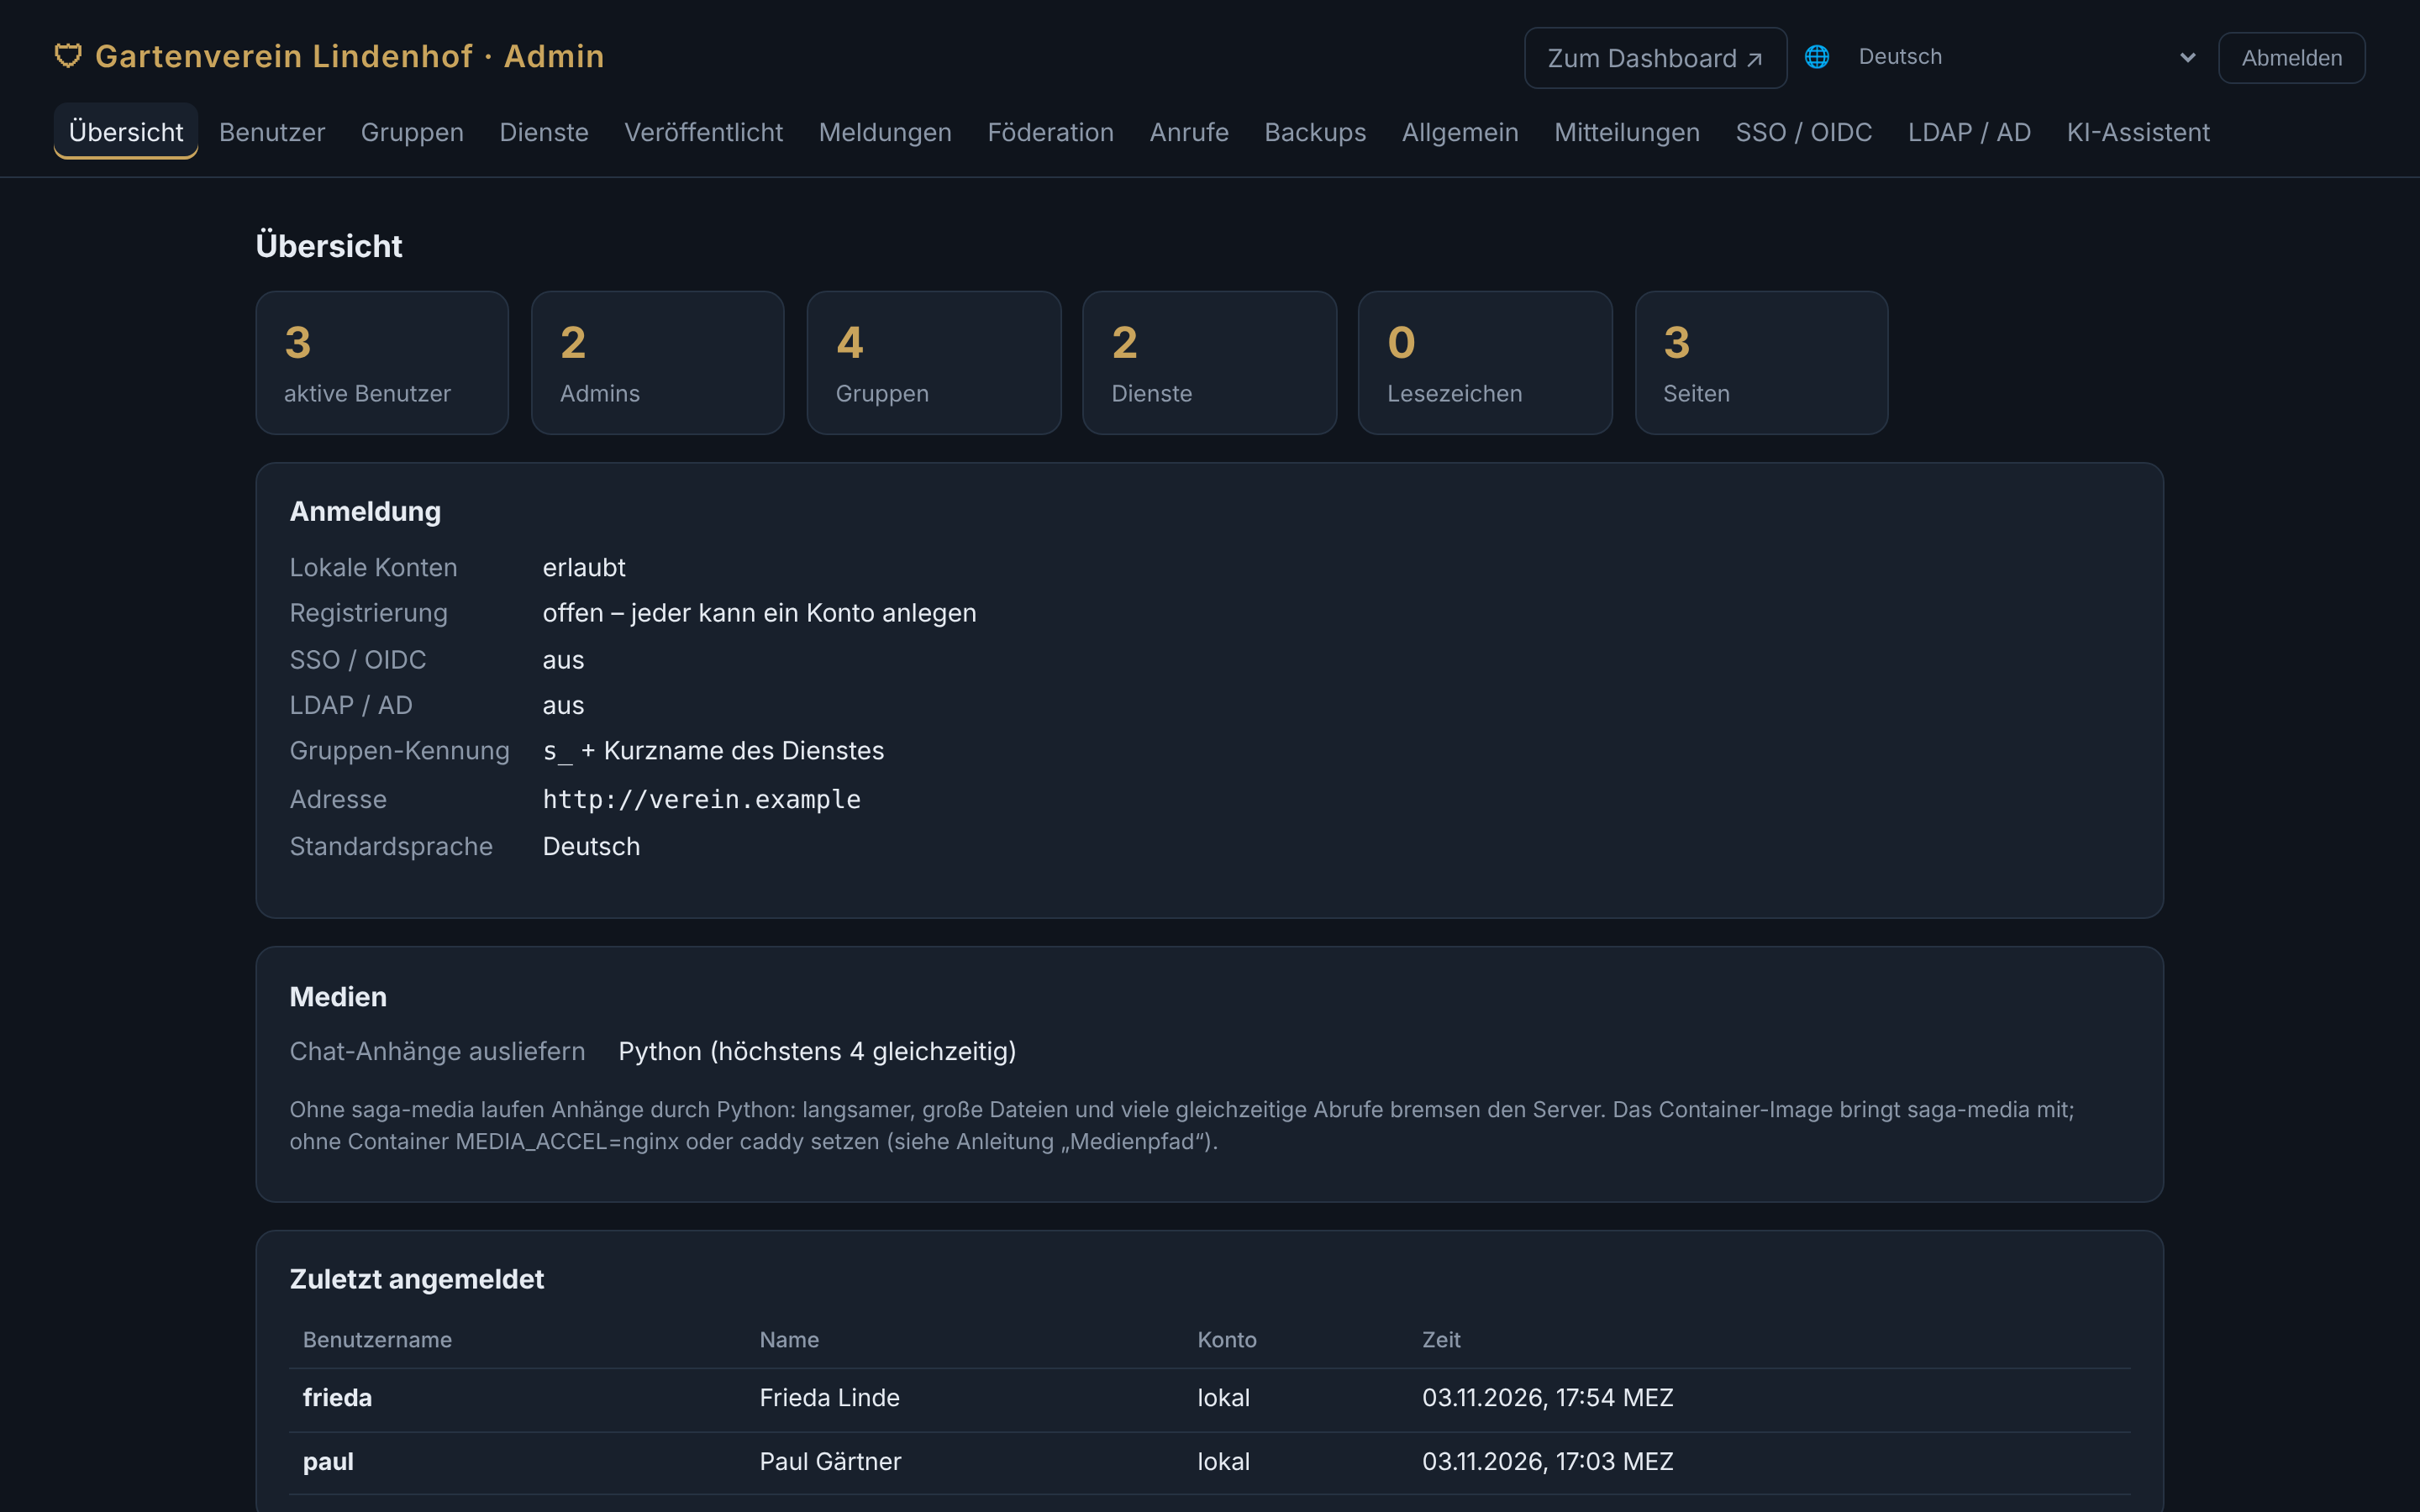 Gartenverein Lindenhof · Admin
Zum Dashboard ↗
Deutsch
Abmelden
Übersicht Benutzer Gruppen Dienste Veröffentlicht Meldungen Föderation Anrufe Backups Allgemein Mitteilungen SSO / OIDC LDAP / AD KI-Assistent
Übersicht
3
aktive Benutzer
2
Admins
4
Gruppen
2
Dienste
0
Lesezeichen
3
Seiten
Anmeldung
Lokale Konten erlaubt
Registrierung offen – jeder kann ein Konto anlegen
SSO / OIDC aus
LDAP / AD aus
Gruppen-Kennung s_ + Kurzname des Dienstes
Adresse http://verein.example
Standardsprache Deutsch
Medien
Chat-Anhänge ausliefern Python (höchstens 4 gleichzeitig)
Ohne saga-media laufen Anhänge durch Python: langsamer, große Dateien und viele gleichzeitige Abrufe bremsen den Server. Das Container-Image bringt saga-media mit;
ohne Container MEDIA_ACCEL=nginx oder caddy setzen (siehe Anleitung „Medienpfad“).
Zuletzt angemeldet
Benutzername Name Konto Zeit
frieda Frieda Linde lokal 03.11.2026, 17:54 MEZ
paul Paul Gärtner lokal 03.11.2026, 17:03 MEZ